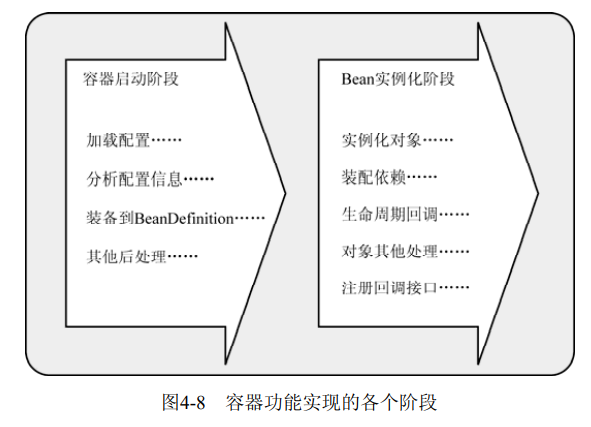 容器启动阶段
加载配置……
分析配置信息……
装备到BeanDefinition……
其他后处理……
Bean实例化阶段
实例化对象……
装配依赖……
生命周期回调……
对象其他处理……
注册回调接口……
图4-8 容器功能实现的各个阶段